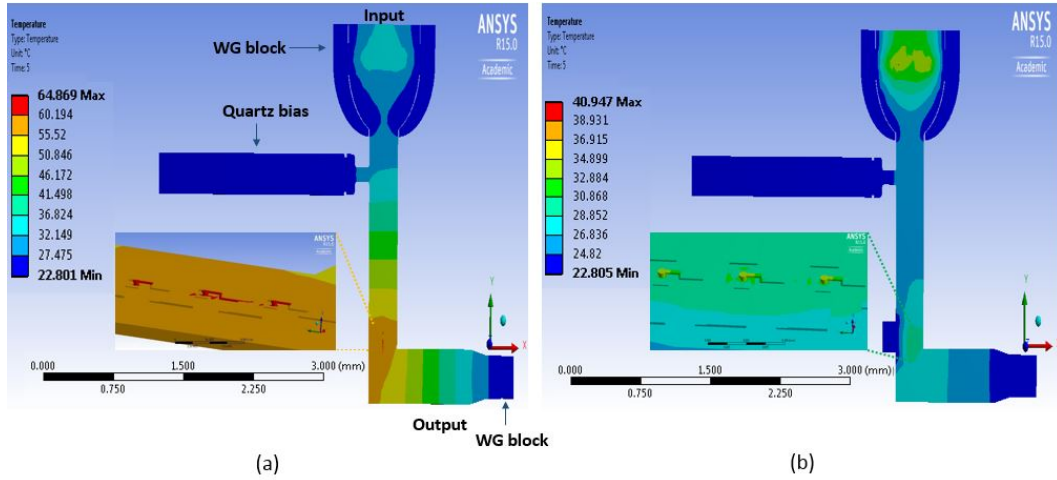 Input
Temperature
Type: Temperature
Unit: °C
Time: 5
WG block
ANSYS
R15.0
Academic
64.869 Max
60.194
55.52
50.846
46.172
41.498
36.824
32.149
27.475
22.801 Min
Quartz bias
ANSYS
Y
X
0.000
1.500
3.000 (mm)
0.750
2.250
Output
WG block
(a)
Temperature
Type: Temperature
Unit: °C
Time: 5
ANSYS
R15.0
Academic
40.947 Max
38.931
36.915
34.899
32.884
30.868
28.852
26.836
24.82
22.805 Min
ANSYS
Y
X
0.000
1.500
3.000 (mm)
0.750
2.250
(b)